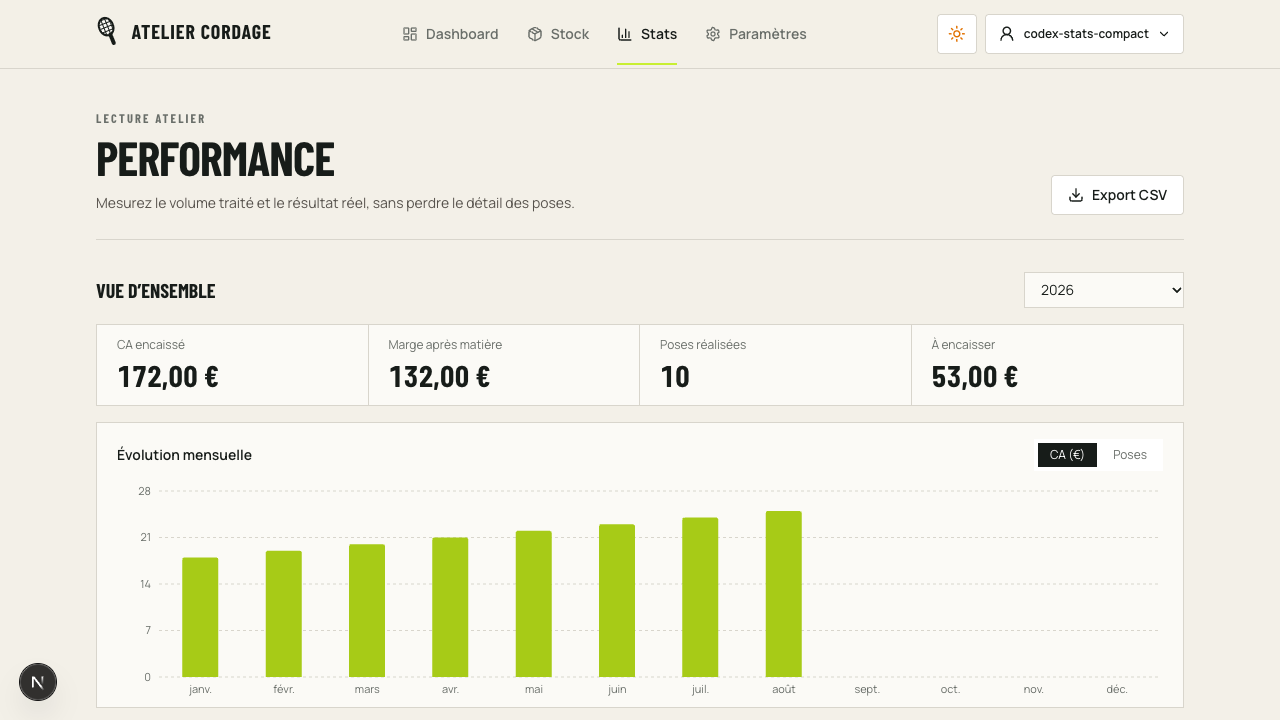 ATELIER CORDAGE
Dashboard
Stock
Stats
Paramètres
codex-stats-compact
LECTURE ATELIER
PERFORMANCE
Mesurez le volume traité et le résultat réel, sans perdre le détail des poses.
Export CSV
VUE D'ENSEMBLE
2026
CA encaissé
172,00 €
Marge après matière
132,00 €
Poses réalisées
10
À encaisser
53,00 €
Évolution mensuelle
CA (€)
Poses
28
21
14
7
0
janv.
févr.
mars
avr.
mai
juin
juil.
août
sept.
oct.
nov.
déc.
N